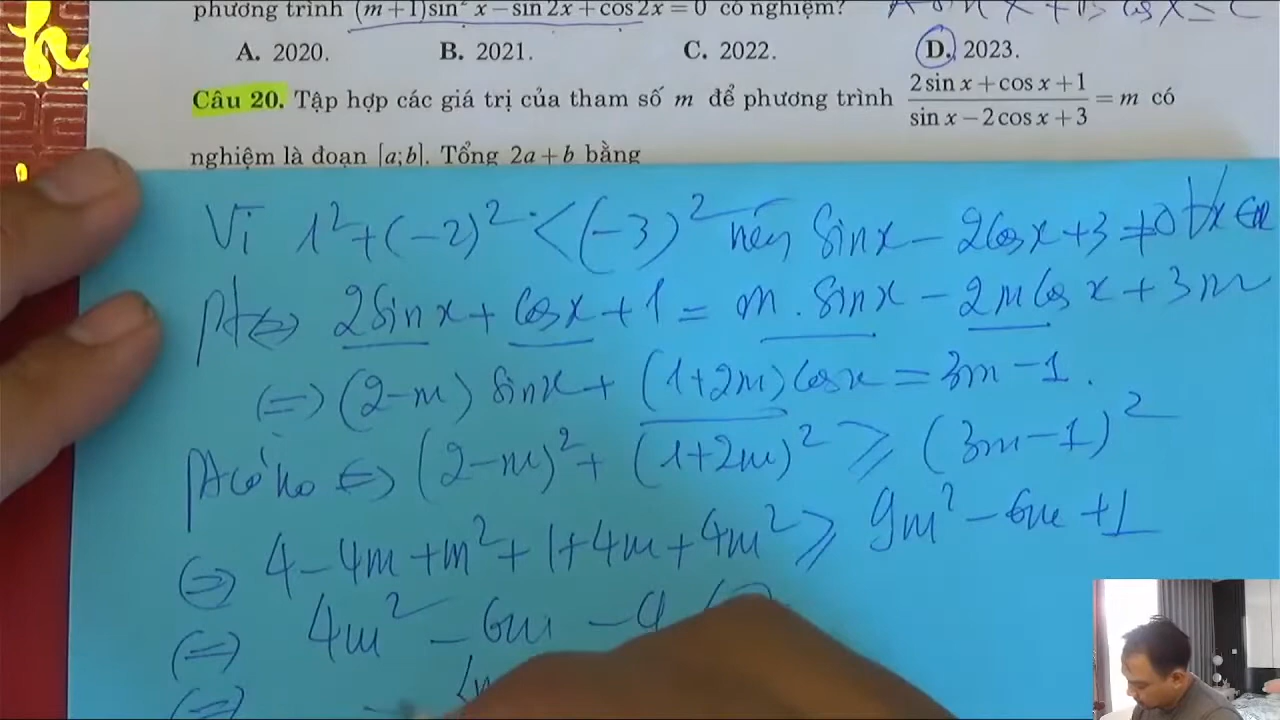 phương trình (m+1)sin² x − sin 2x + cos 2x = 0 có nghiệm?
A. 2020. B. 2021. C. 2022. D. 2023.
Câu 20. Tập hợp các giá trị của tham số m để phương trình (2 sin x + cos x + 1)/(sin x − 2 cos x + 3) = m có
nghiệm là đoạn [a;b]. Tổng 2a + b bằng
Vì 1² + (−2)² < (−3)² nên sinx − 2cosx + 3 ≠ 0 ∀x ∈ R
Pt ⇔ 2sinx + cosx + 1 = m.sinx − 2mcosx + 3m
⇔ (2−m) sinx + (1+2m)cosx = 3m − 1.
Pt có no ⇔ (2−m)² + (1+2m)² ⩾ (3m−1)²
⇔ 4 − 4m + m² + 1 + 4m + 4m² ⩾ 9m² − 6m + 1
⇔ 4m² − 6m − 4
⇔